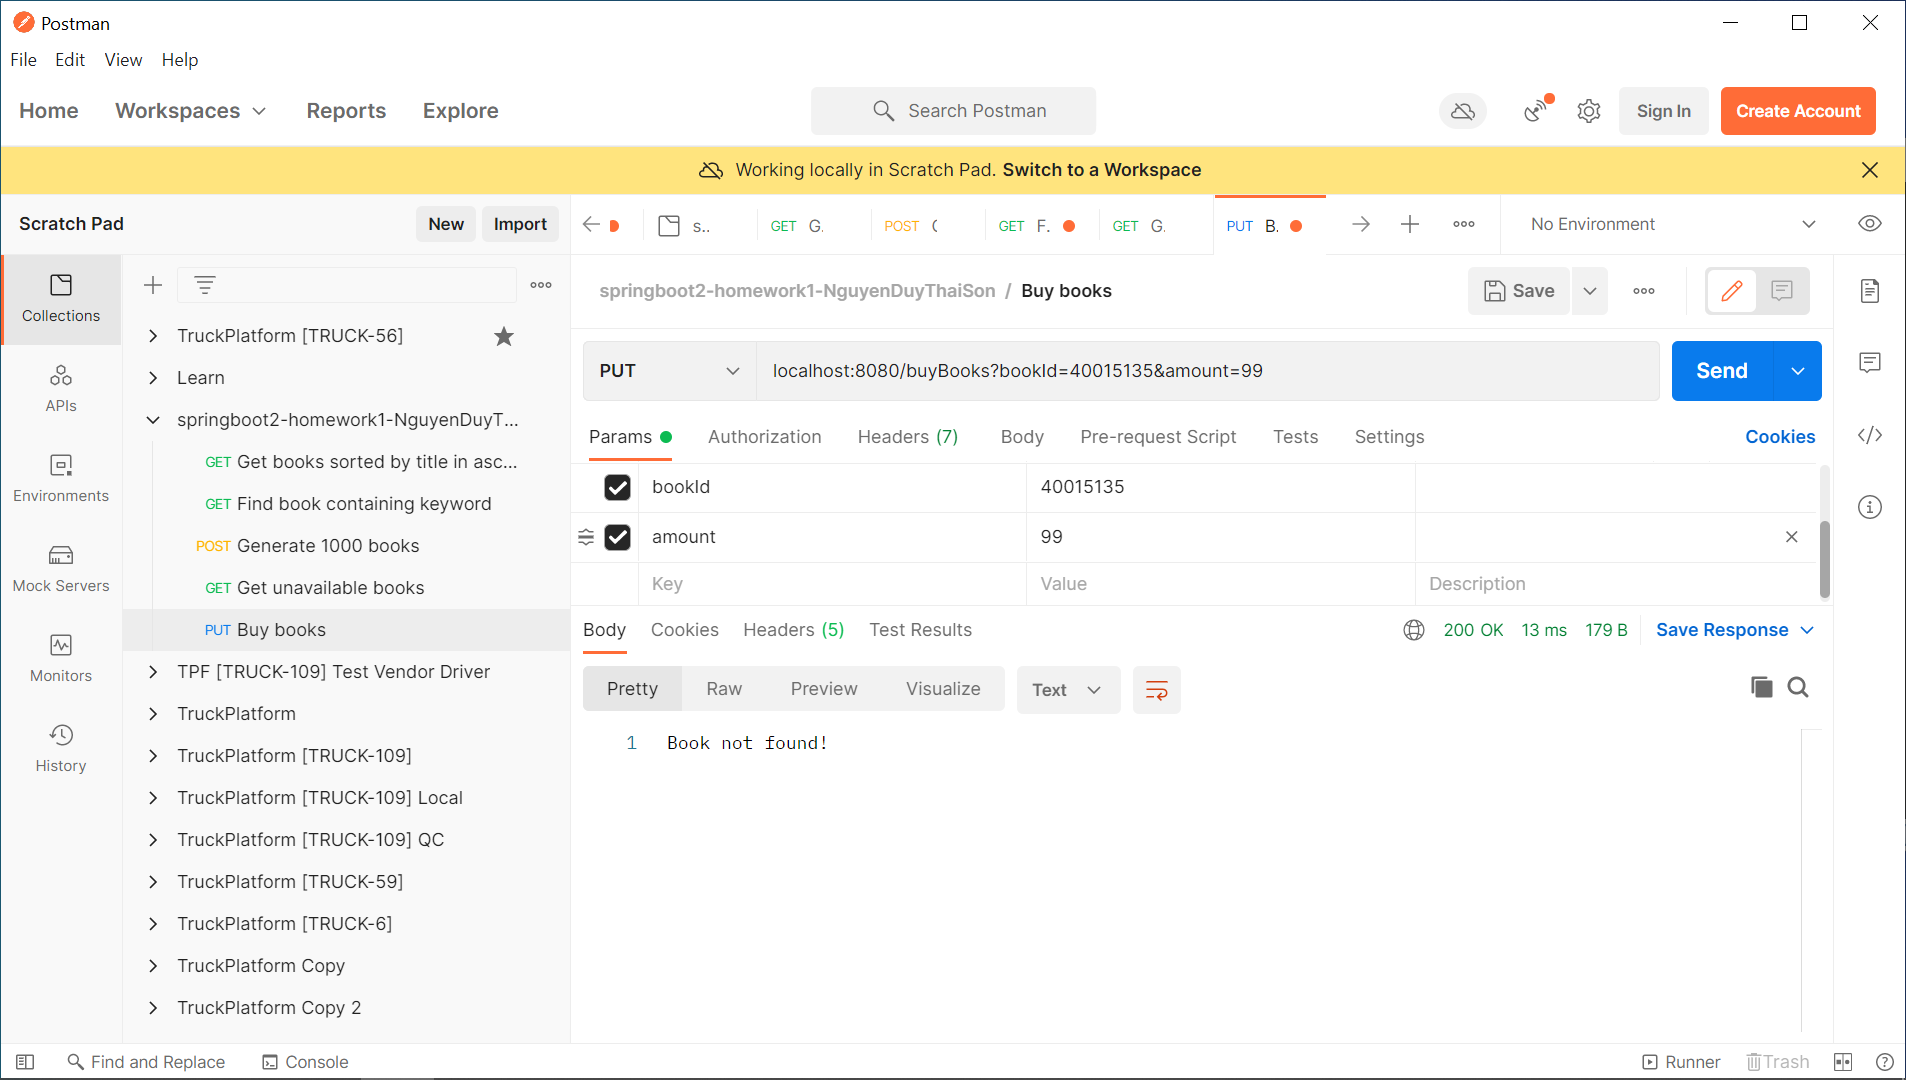 Postman
File Edit View Help
Home Workspaces Reports Explore
Search Postman
Sign In
Create Account
Working locally in Scratch Pad. Switch to a Workspace
Scratch Pad
New
Import
s..
GET G.
POST
GET F.
GET G.
PUT B.
No Environment
Collections
APIs
Environments
Mock Servers
Monitors
History
TruckPlatform [TRUCK-56]
Learn
springboot2-homework1-NguyenDuyT...
GET Get books sorted by title in asc...
GET Find book containing keyword
POST Generate 1000 books
GET Get unavailable books
PUT Buy books
TPF [TRUCK-109] Test Vendor Driver
TruckPlatform
TruckPlatform [TRUCK-109]
TruckPlatform [TRUCK-109] Local
TruckPlatform [TRUCK-109] QC
TruckPlatform [TRUCK-59]
TruckPlatform [TRUCK-6]
TruckPlatform Copy
TruckPlatform Copy 2
springboot2-homework1-NguyenDuyThaiSon / Buy books
Save
PUT
localhost:8080/buyBooks?bookId=40015135&amount=99
Send
Params Authorization Headers (7) Body Pre-request Script Tests Settings
Cookies
bookId 40015135
amount 99
Key Value Description
Body Cookies Headers (5) Test Results
200 OK 13 ms 179 B Save Response
Pretty Raw Preview Visualize Text
1 Book not found!
Find and Replace Console
Runner Trash